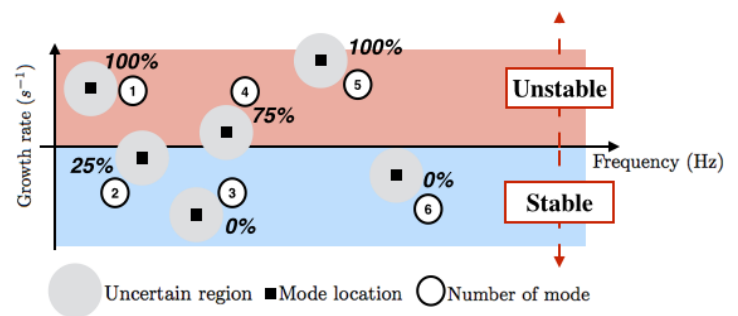 100%
100%
1
4
5
Unstable
75%
Growth rate (s⁻¹)
Frequency (Hz)
25%
2
3
0%
0%
6
Stable
Uncertain region
Mode location
Number of mode